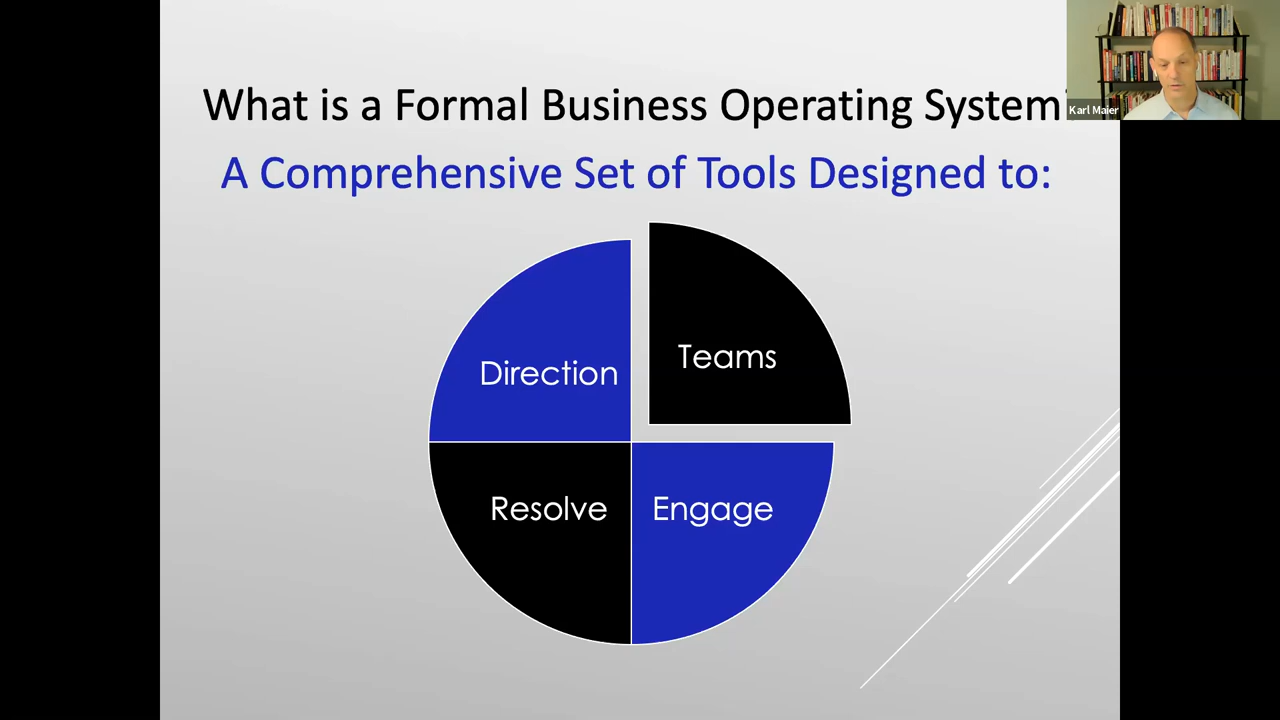 What is a Formal Business Operating System
A Comprehensive Set of Tools Designed to:
Karl Maier
Direction
Teams
Resolve
Engage